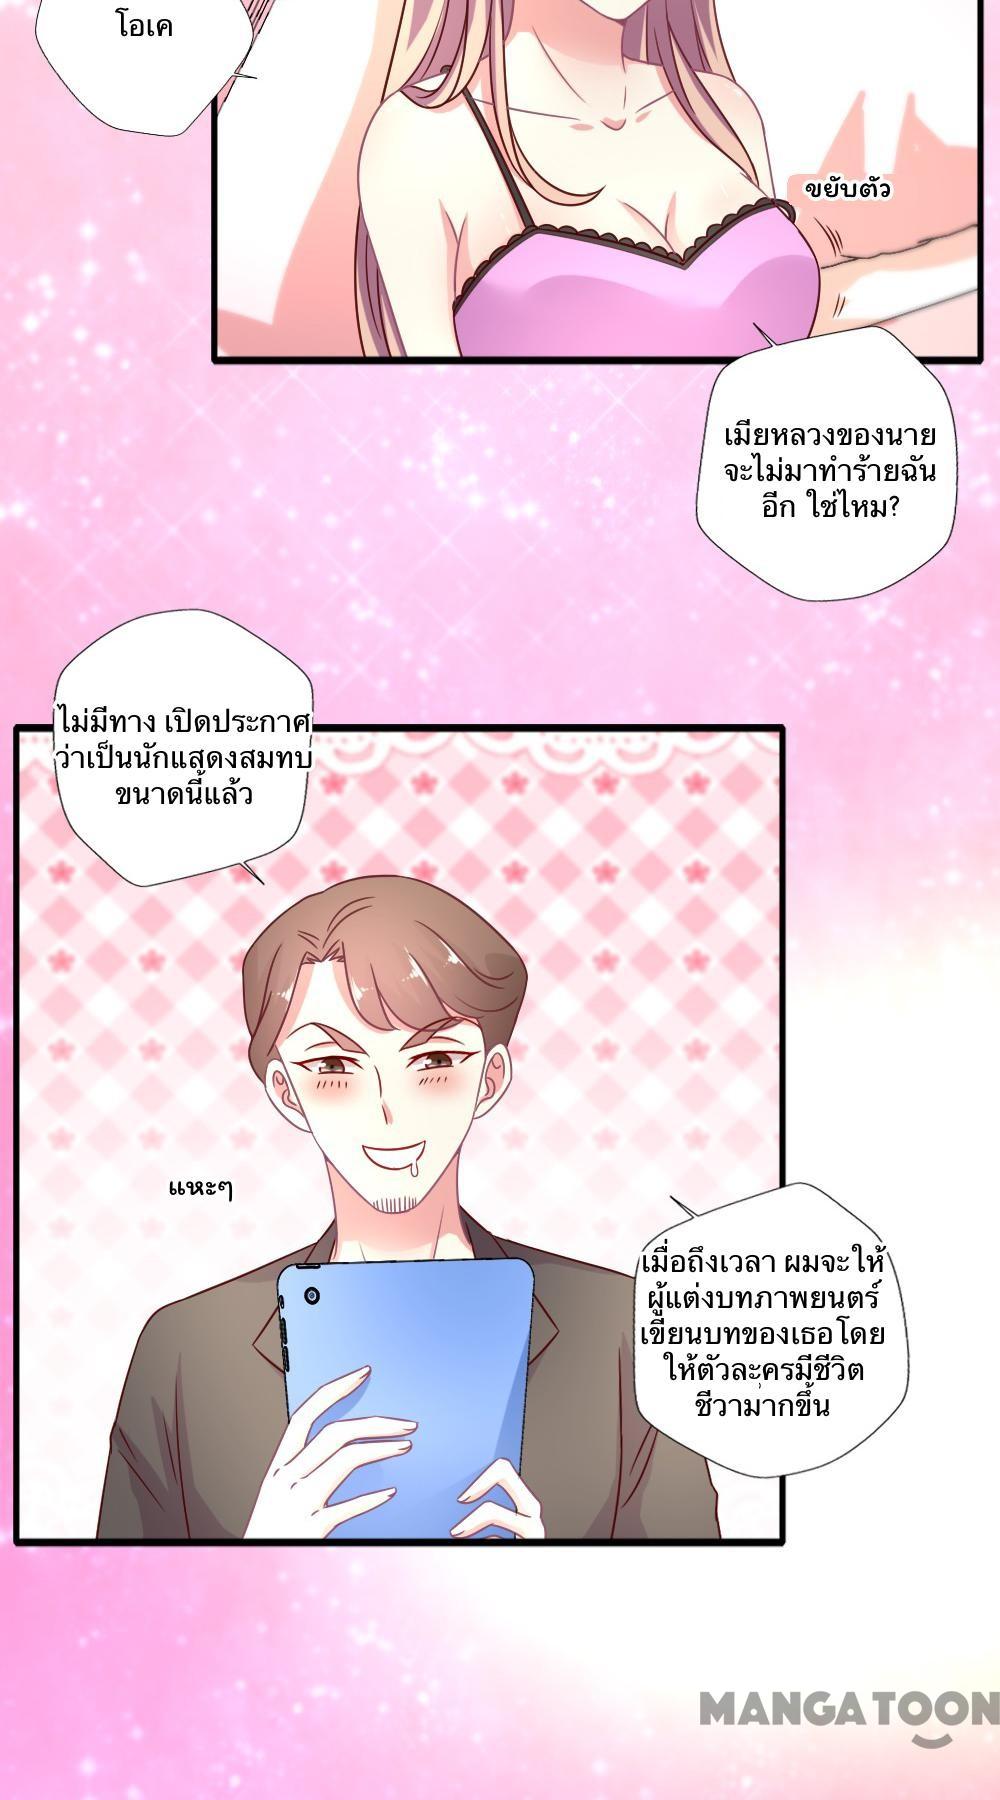 โอเค
ขยับตัว
เมียหลวงของนาย
จะไม่มาทำร้ายฉัน
อีก ใช่ไหม?
ไม่มีทาง เปิดประกาศ
ว่าเป็นนักแสดงสมทบ
ขนาดนี้แล้ว
แหะๆ
เมื่อถึงเวลา ผมจะให้
ผู้แต่งบทภาพยนตร์
เขียนบทของเธอโดย
ให้ตัวละครมีชีวิต
ชีวามากขึ้น
MANGATOON